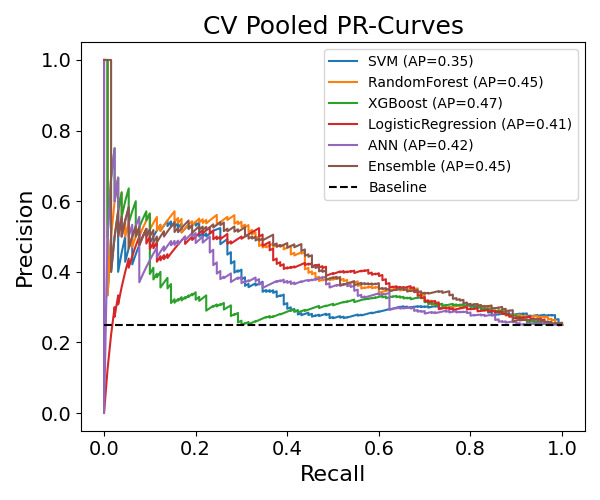 CV Pooled PR-Curves
SVM (AP=0.35)
RandomForest (AP=0.45)
XGBoost (AP=0.47)
LogisticRegression (AP=0.41)
ANN (AP=0.42)
Ensemble (AP=0.45)
Baseline
Precision
1.0
0.8
0.6
0.4
0.2
0.0
0.0 0.2 0.4 0.6 0.8 1.0
Recall